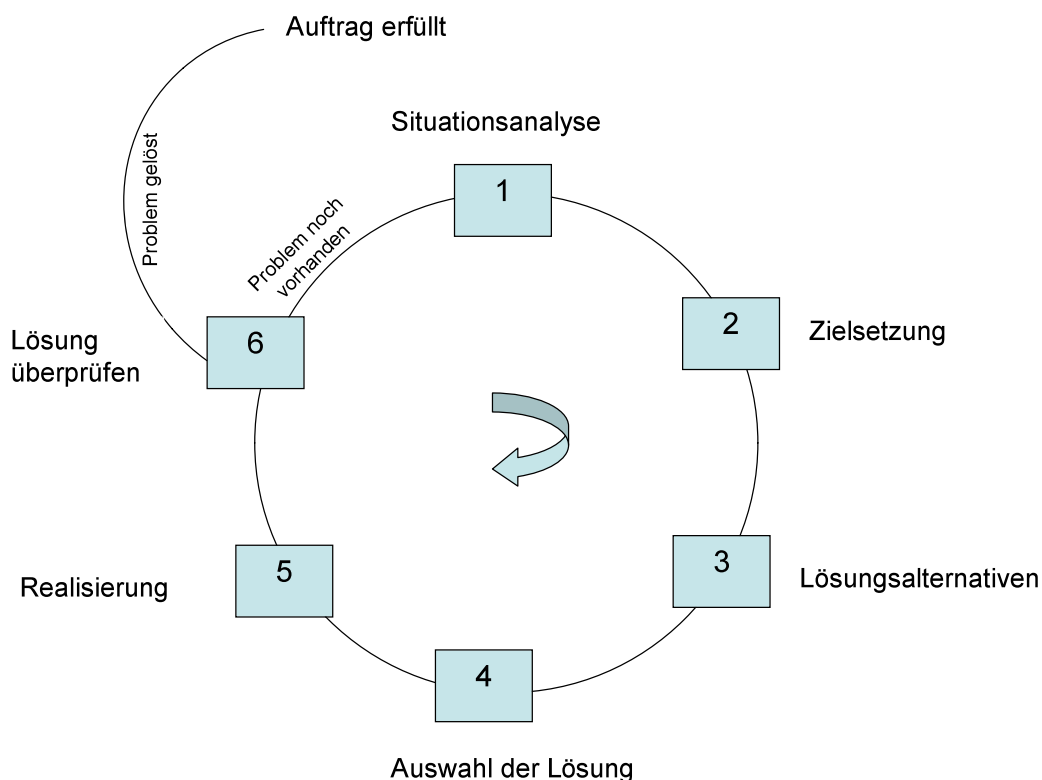 Auftrag erfüllt
Problem gelöst
Situationsanalyse
1
Problem noch
vorhanden
2
Zielsetzung
6
Lösung
überprüfen
3
Lösungsalternativen
5
Realisierung
4
Auswahl der Lösung